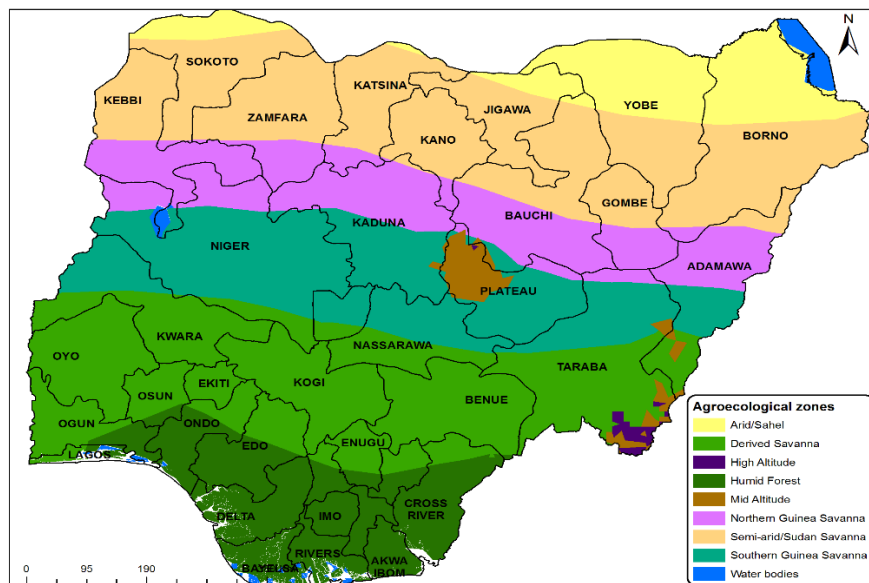 N
SOKOTO
KATSINA
KEBBI
ZAMFARA
JIGAWA
YOBE
KANO
BORNO
GOMBE
BAUCHI
KADUNA
NIGER
ADAMAWA
PLATEAU
KWARA
NASSARAWA
OYO
TARABA
EKITI
KOGI
OSUN
BENUE
OGUN
ONDO
EDO
ENUGU
LAGOS
CROSS
RIVER
DELTA
IMO
RIVERS
AKWA
IBOM
BAYELSA
0 95 190
Agroecological zones
Arid/Sahel
Derived Savanna
High Altitude
Humid Forest
Mid Altitude
Northern Guinea Savanna
Semi-arid/Sudan Savanna
Southern Guinea Savanna
Water bodies